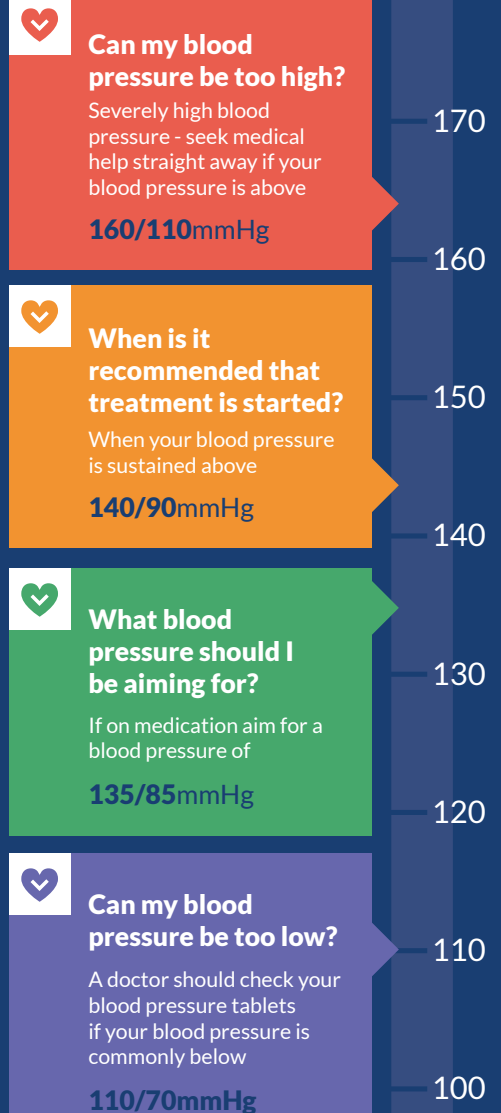 Can my blood
pressure be too high?
Severely high blood
pressure - seek medical
help straight away if your
blood pressure is above
160/110mmHg
When is it
recommended that
treatment is started?
When your blood pressure
is sustained above
140/90mmHg
What blood
pressure should I
be aiming for?
If on medication aim for a
blood pressure of
135/85mmHg
Can my blood
pressure be too low?
A doctor should check your
blood pressure tablets
if your blood pressure is
commonly below
110/70mmHg
170
160
150
140
130
120
110
100